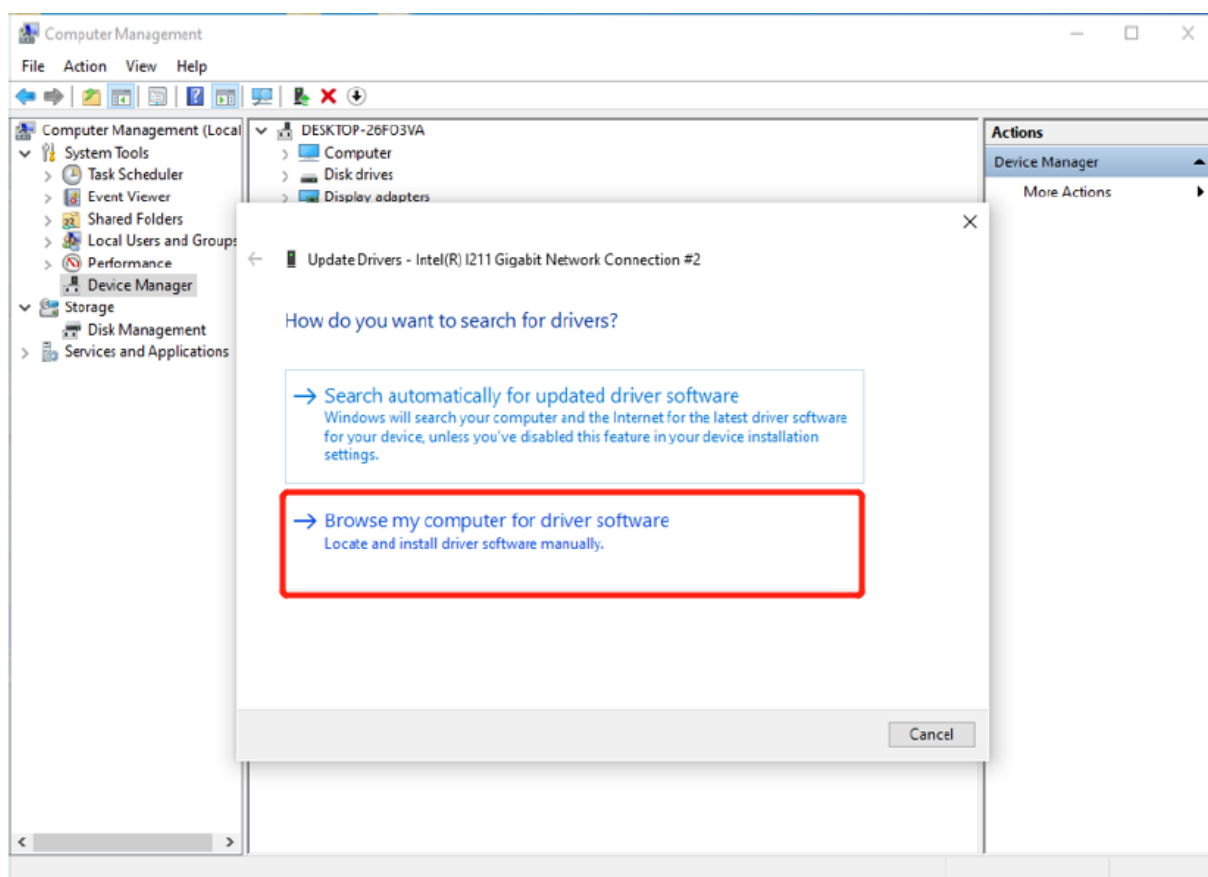 Computer Management
File Action View Help
Computer Management (Local
System Tools
Task Scheduler
Event Viewer
Shared Folders
Local Users and Groups
Performance
Device Manager
Storage
Disk Management
Services and Applications
DESKTOP-26FO3VA
Computer
Disk drives
Display adapters
Actions
Device Manager
More Actions
Update Drivers - Intel(R) I211 Gigabit Network Connection #2
How do you want to search for drivers?
Search automatically for updated driver software
Windows will search your computer and the Internet for the latest driver software
for your device, unless you've disabled this feature in your device installation
settings.
Browse my computer for driver software
Locate and install driver software manually.
Cancel